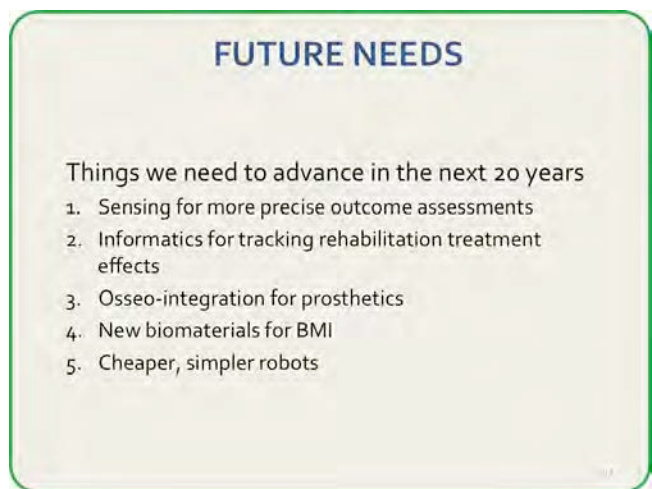 FUTURE NEEDS
Things we need to advance in the next 20 years
1. Sensing for more precise outcome assessments
2. Informatics for tracking rehabilitation treatment
effects
3. Osseo-integration for prosthetics
4. New biomaterials for BMI
5. Cheaper, simpler robots